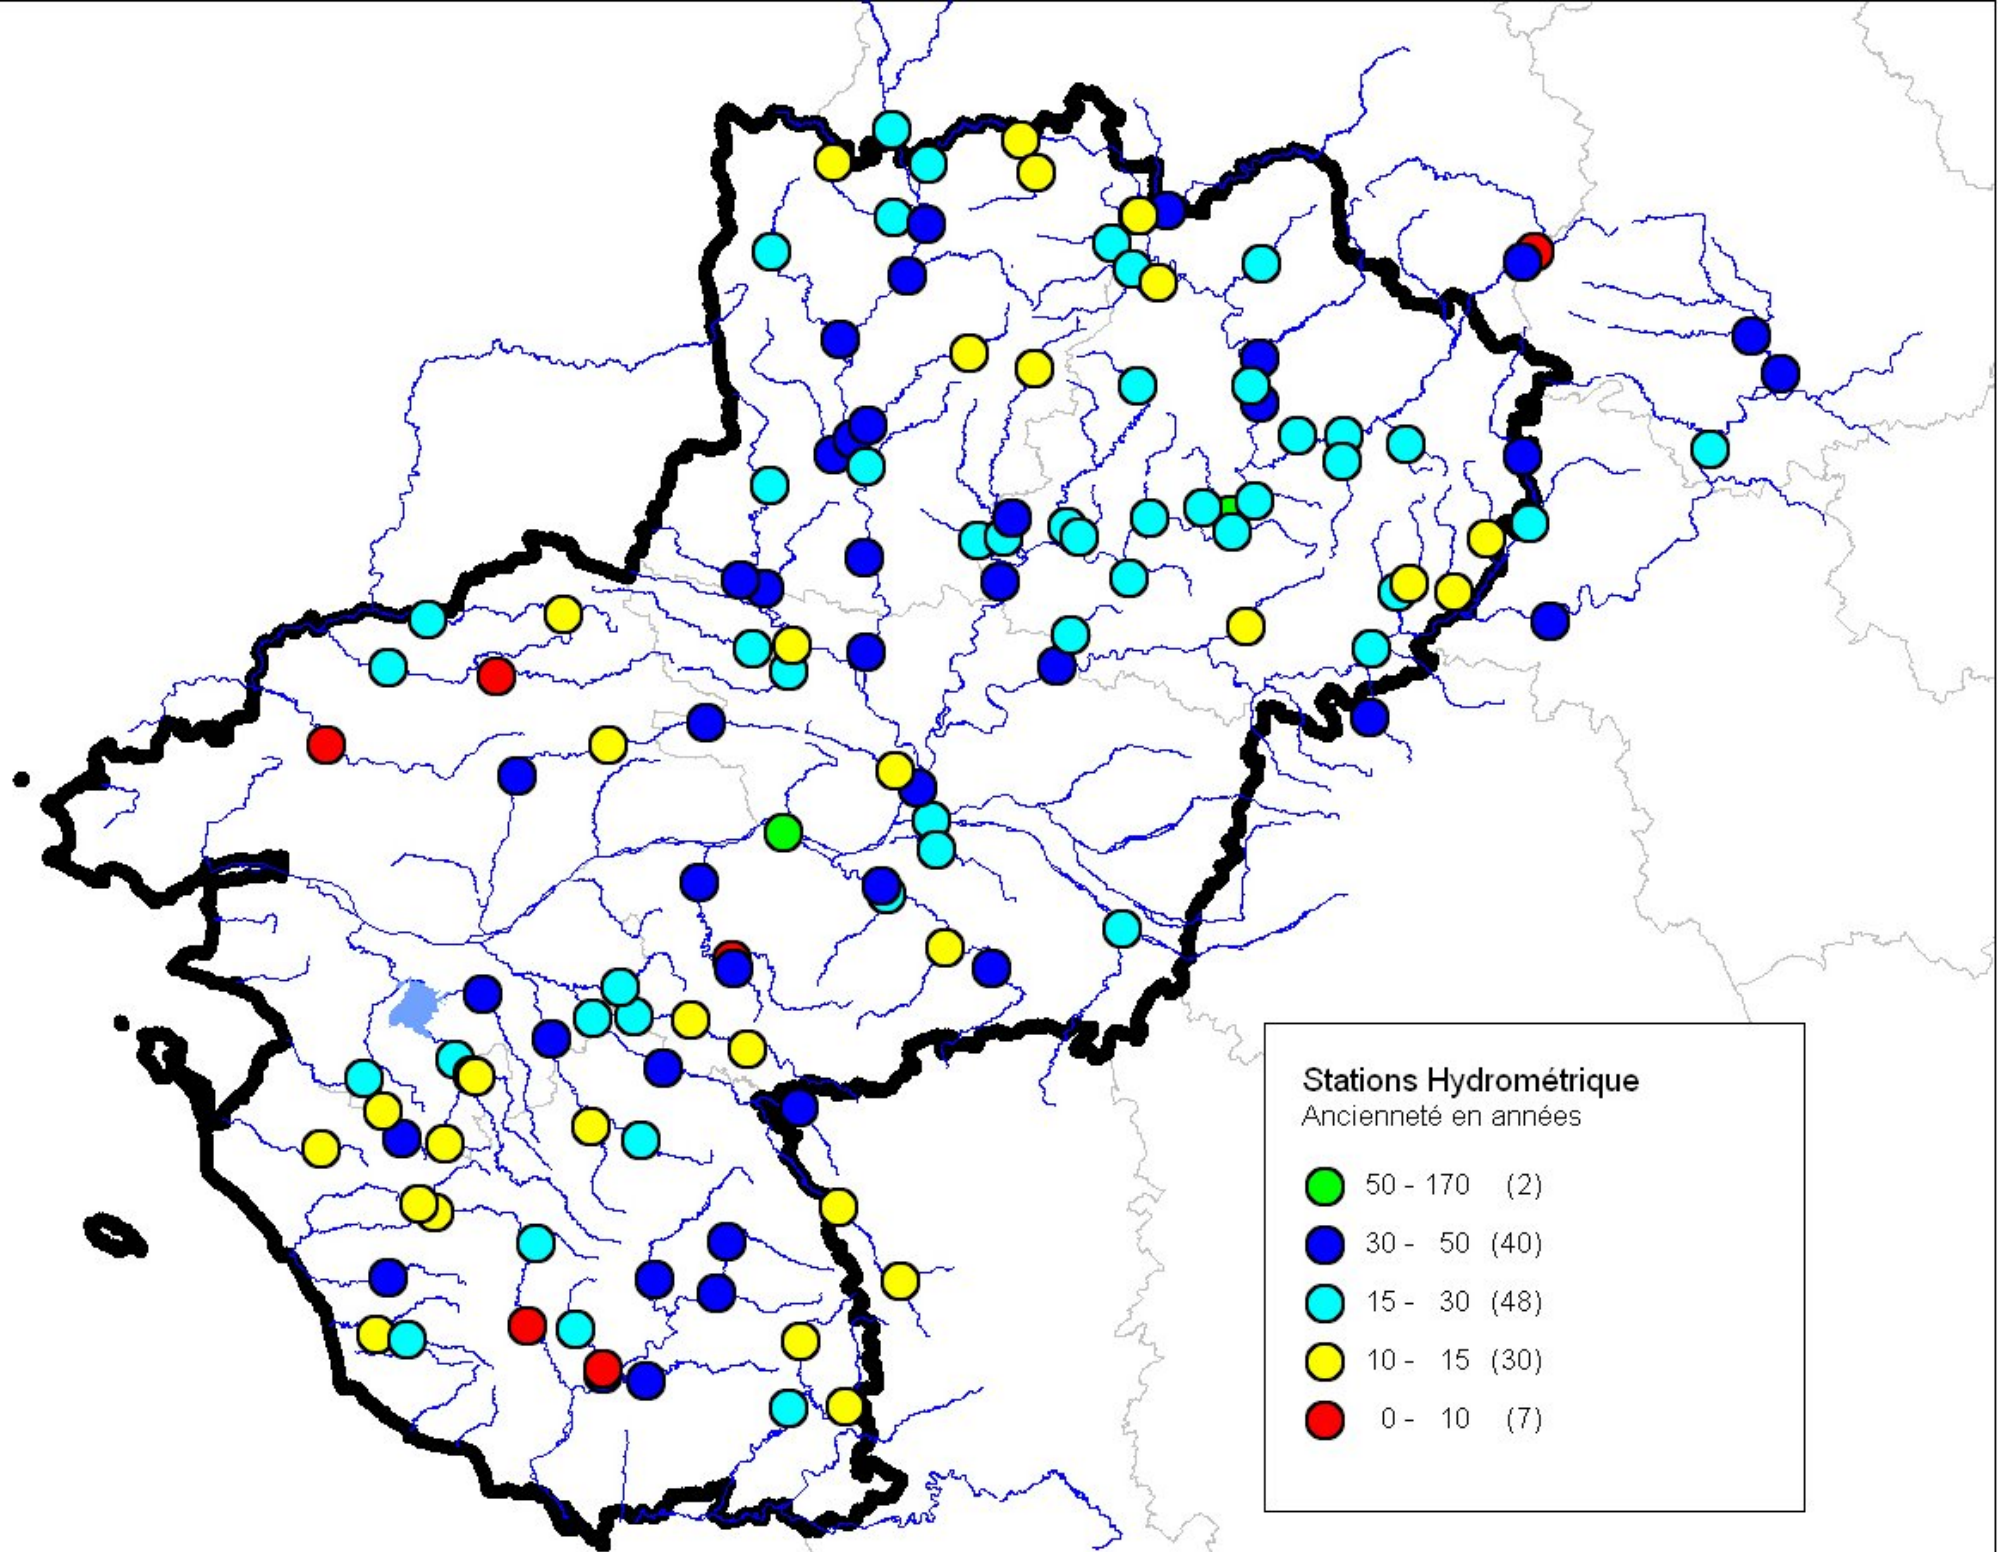 Stations Hydrométrique
Ancienneté en années
50 - 170 (2)
30 - 50 (40)
15 - 30 (48)
10 - 15 (30)
0 - 10 (7)